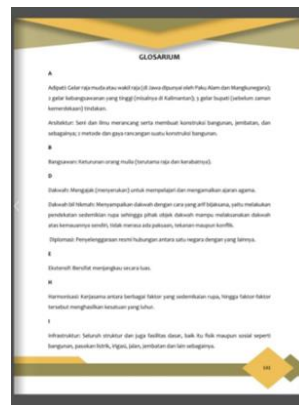 GLOSARIUM
A
Adipati: Gelar raja muda atau wakil raja (di Jawa dipunyai oleh Paku Alam dan Mangkunegara);
2 gelar kebangsawanan yang tinggi (misalnya di Kalimantan); 3 gelar bupati (sebelum zaman
kemerdekaan) tindakan.
Arsitektur: Seni dan ilmu merancang serta membuat konstruksi bangunan, jembatan, dan
sebagainya; 2 metode dan gaya rancangan suatu konstruksi bangunan.
B
Bangsawan: Keturunan orang mulia (terutama raja dan kerabatnya).
D
Dakwah: Mengajak (menyerukan) untuk mempelajari dan mengamalkan ajaran agama.
Dakwah bil hikmah: Menyampaikan dakwah dengan cara yang arif bijaksana, yaitu melakukan
pendekatan sedemikian rupa sehingga pihak objek dakwah mampu melaksanakan dakwah
atas kemauannya sendiri, tidak merasa ada paksaan, tekanan maupun konflik.
Diplomasi: Penyelenggaraan resmi hubungan antara satu negara dengan yang lainnya.
E
Ekstensif: Bersifat menjangkau secara luas.
H
Harmonisasi: Kerjasama antara berbagai faktor yang sedemikian rupa, hingga faktor-faktor
tersebut menghasilkan kesatuan yang luhur.
I
Infrastruktur: Seluruh struktur dan juga fasilitas dasar, baik itu fisik maupun sosial seperti
bangunan, pasokan listrik, irigasi, jalan, jembatan dan lain sebagainya.